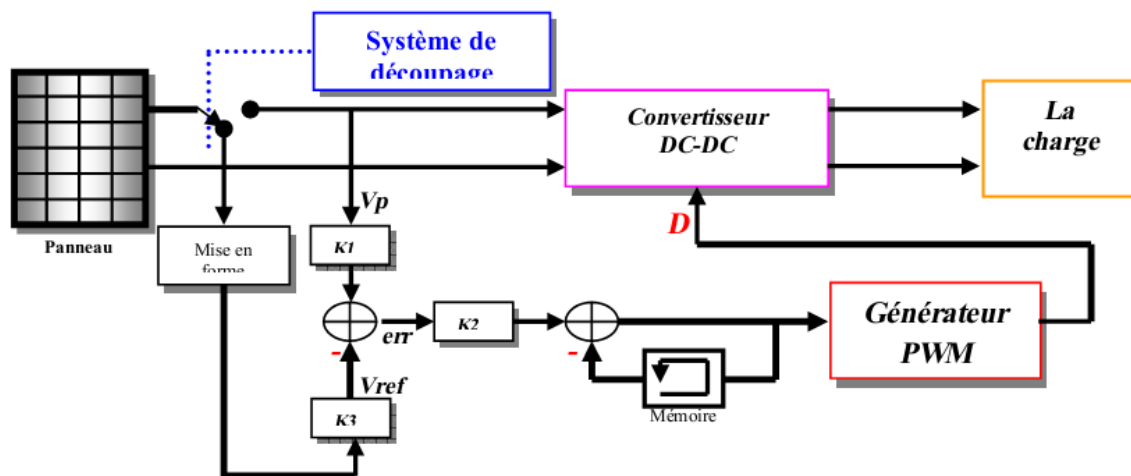 Système de
découpage
Convertisseur
DC-DC
La
charge
Vp
D
Panneau
Mise en
forme
K1
Générateur
PWM
-
err
K2
-
Vref
Mémoire
K3